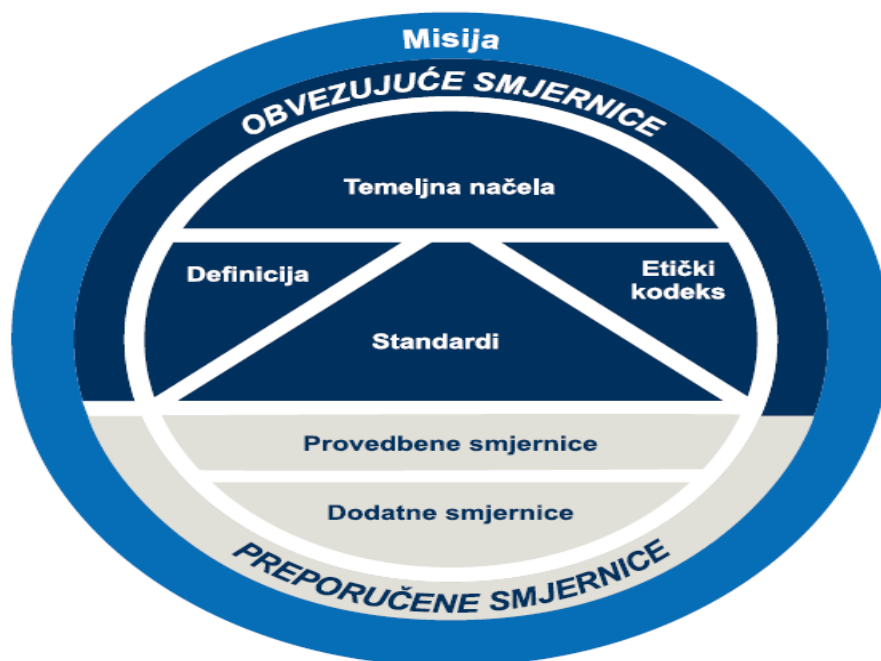 Misija
OBVEZUJUĆE SMJERNICE
Temeljna načela
Definicija
Etički
kodeks
Standardi
Provedbene smjernice
Dodatne smjernice
PREPORUČENE SMJERNICE